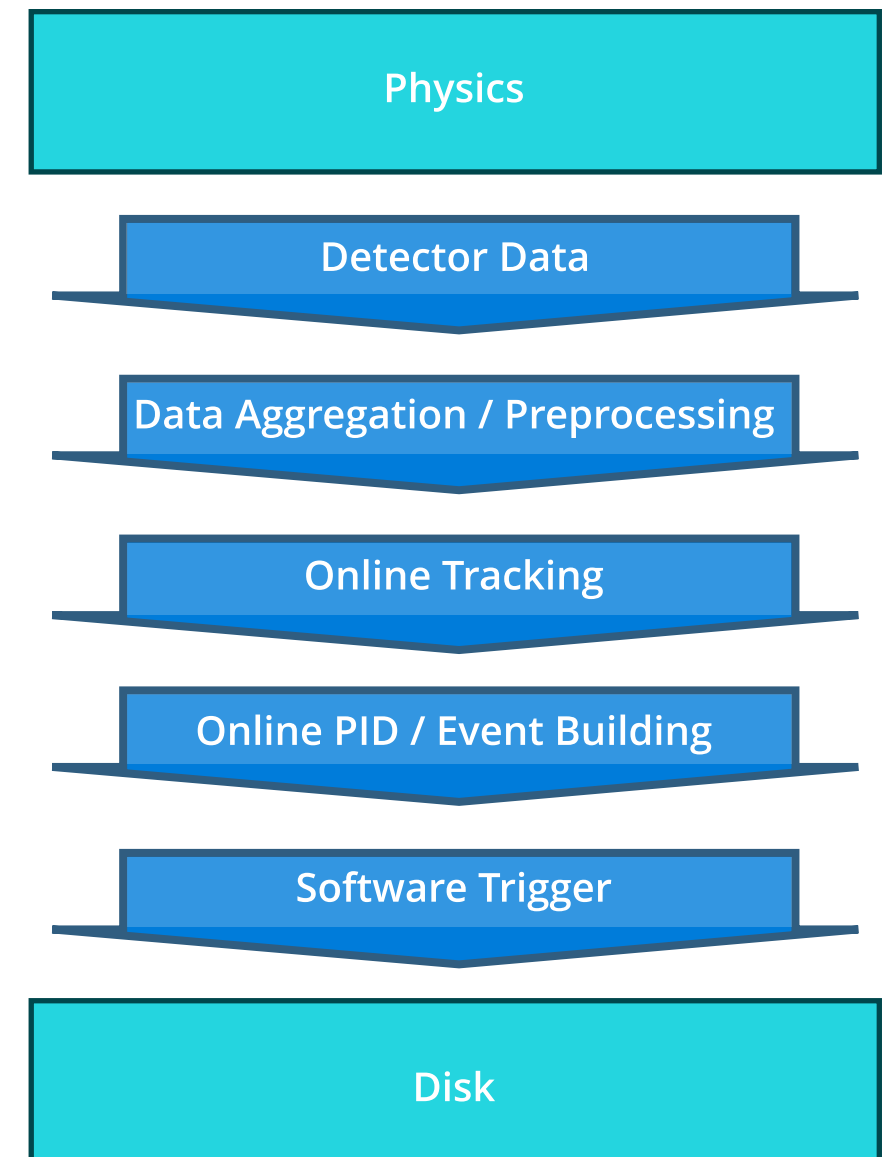 Physics
Detector Data
Data Aggregation / Preprocessing
Online Tracking
Online PID / Event Building
Software Trigger
Disk